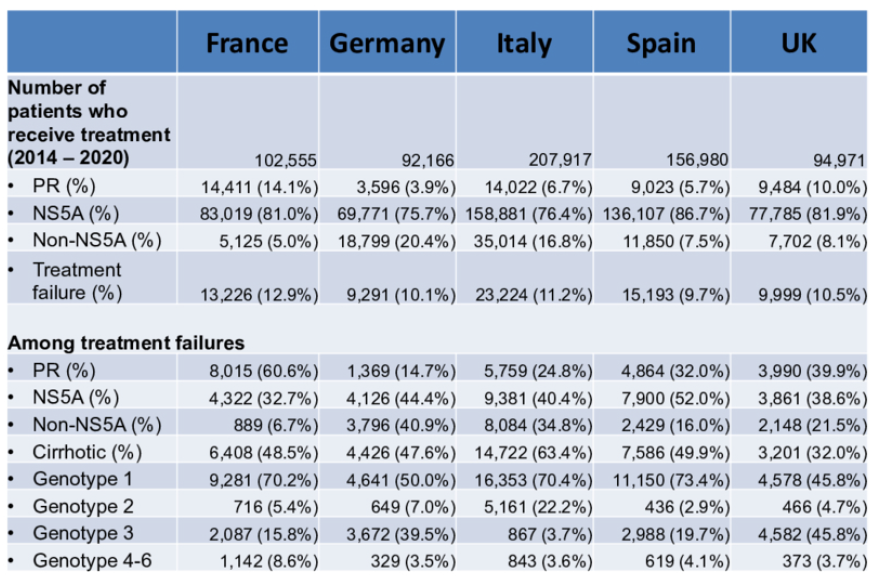 France Germany Italy Spain UK
Number of
patients who
receive treatment
(2014 – 2020) 102,555 92,166 207,917 156,980 94,971
• PR (%) 14,411 (14.1%) 3,596 (3.9%) 14,022 (6.7%) 9,023 (5.7%) 9,484 (10.0%)
• NS5A (%) 83,019 (81.0%) 69,771 (75.7%) 158,881 (76.4%) 136,107 (86.7%) 77,785 (81.9%)
• Non-NS5A (%) 5,125 (5.0%) 18,799 (20.4%) 35,014 (16.8%) 11,850 (7.5%) 7,702 (8.1%)
• Treatment
failure (%) 13,226 (12.9%) 9,291 (10.1%) 23,224 (11.2%) 15,193 (9.7%) 9,999 (10.5%)
Among treatment failures
• PR (%) 8,015 (60.6%) 1,369 (14.7%) 5,759 (24.8%) 4,864 (32.0%) 3,990 (39.9%)
• NS5A (%) 4,322 (32.7%) 4,126 (44.4%) 9,381 (40.4%) 7,900 (52.0%) 3,861 (38.6%)
• Non-NS5A (%) 889 (6.7%) 3,796 (40.9%) 8,084 (34.8%) 2,429 (16.0%) 2,148 (21.5%)
• Cirrhotic (%) 6,408 (48.5%) 4,426 (47.6%) 14,722 (63.4%) 7,586 (49.9%) 3,201 (32.0%)
• Genotype 1 9,281 (70.2%) 4,641 (50.0%) 16,353 (70.4%) 11,150 (73.4%) 4,578 (45.8%)
• Genotype 2 716 (5.4%) 649 (7.0%) 5,161 (22.2%) 436 (2.9%) 466 (4.7%)
• Genotype 3 2,087 (15.8%) 3,672 (39.5%) 867 (3.7%) 2,988 (19.7%) 4,582 (45.8%)
• Genotype 4-6 1,142 (8.6%) 329 (3.5%) 843 (3.6%) 619 (4.1%) 373 (3.7%)